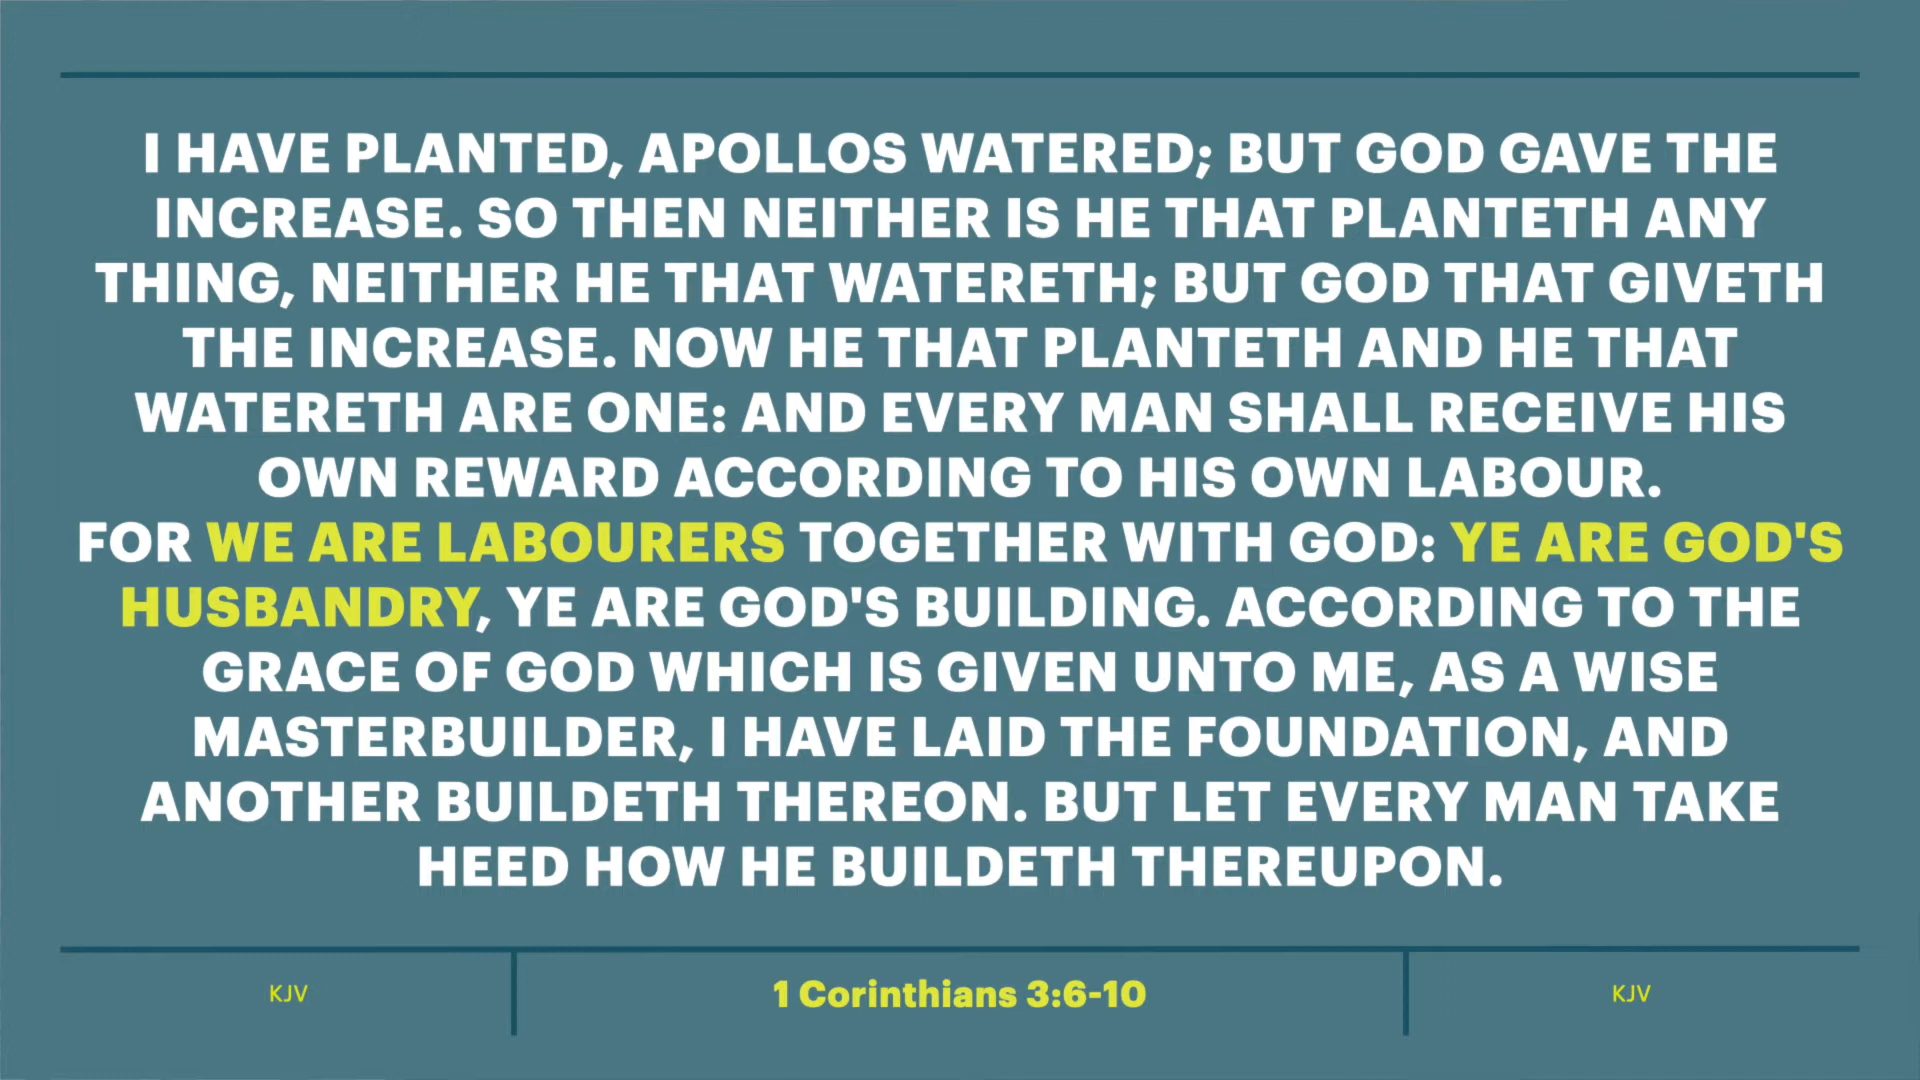 I HAVE PLANTED, APOLLOS WATERED; BUT GOD GAVE THE
INCREASE. SO THEN NEITHER IS HE THAT PLANTETH ANY
THING, NEITHER HE THAT WATERETH; BUT GOD THAT GIVETH
THE INCREASE. NOW HE THAT PLANTETH AND HE THAT
WATERETH ARE ONE: AND EVERY MAN SHALL RECEIVE HIS
OWN REWARD ACCORDING TO HIS OWN LABOUR.
FOR WE ARE LABOURERS TOGETHER WITH GOD: YE ARE GOD'S
HUSBANDRY, YE ARE GOD'S BUILDING. ACCORDING TO THE
GRACE OF GOD WHICH IS GIVEN UNTO ME, AS A WISE
MASTERBUILDER, I HAVE LAID THE FOUNDATION, AND
ANOTHER BUILDETH THEREON. BUT LET EVERY MAN TAKE
HEED HOW HE BUILDETH THEREUPON.
KJV
1 Corinthians 3:6-10
KJV